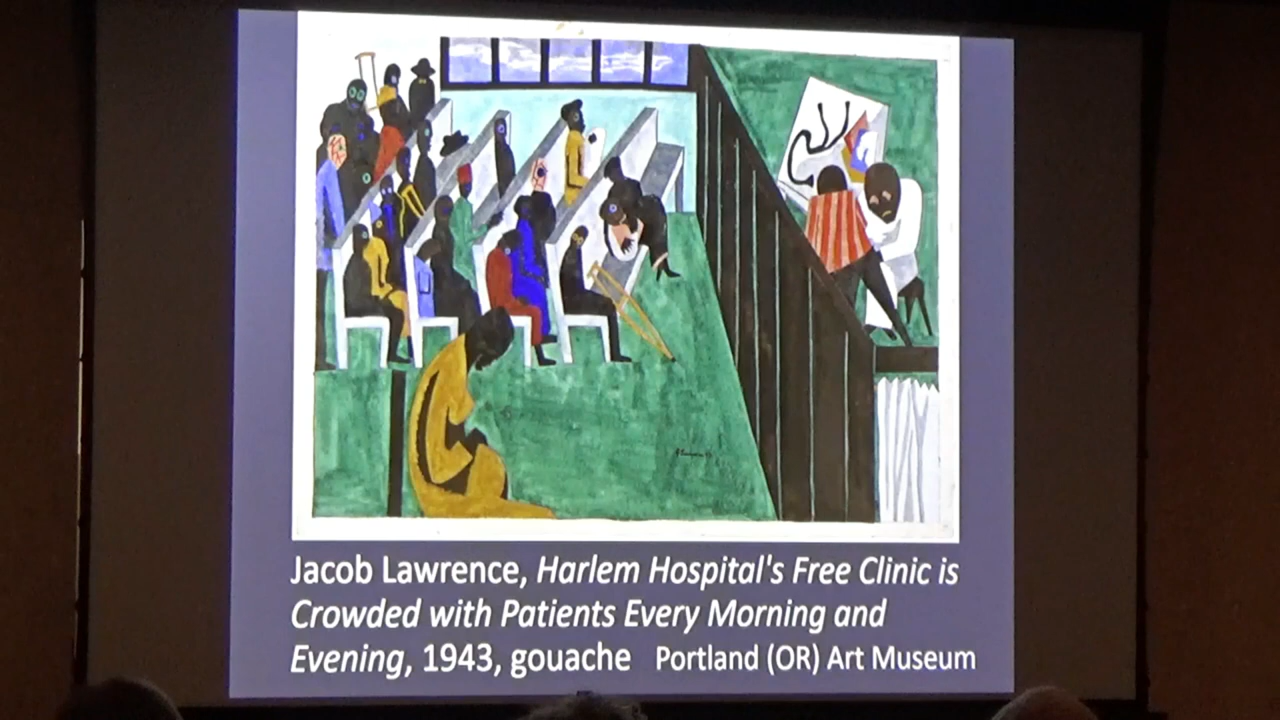 Jacob Lawrence, Harlem Hospital's Free Clinic is
Crowded with Patients Every Morning and
Evening, 1943, gouache Portland (OR) Art Museum